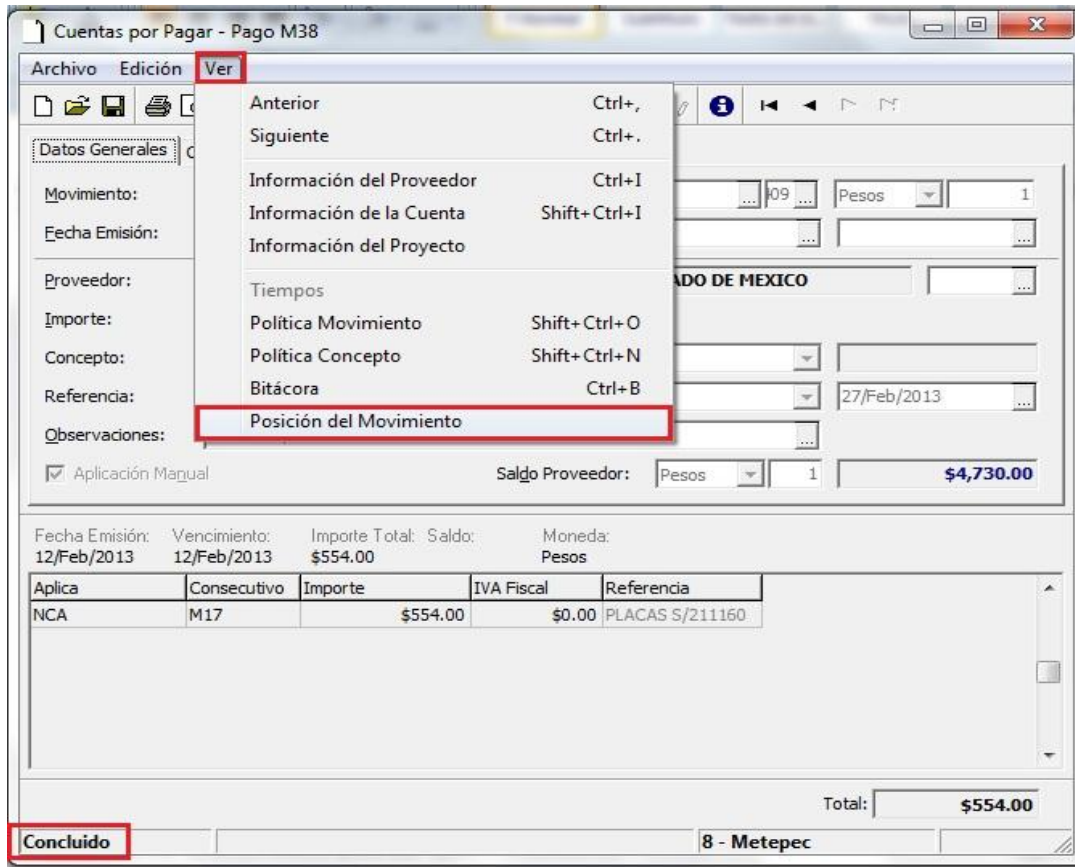 Cuentas por Pagar - Pago M38
Archivo Edición Ver
Anterior Ctrl+,
Siguiente Ctrl+.
Datos Generales
Información del Proveedor Ctrl+I
Movimiento: Pesos 1
Información de la Cuenta Shift+Ctrl+I
Fecha Emisión:
Información del Proyecto
Proveedor: ADO DE MEXICO
Tiempos
Importe:
Política Movimiento Shift+Ctrl+O
Concepto:
Política Concepto Shift+Ctrl+N
Referencia: 27/Feb/2013
Bitácora Ctrl+B
Posición del Movimiento
Observaciones:
Aplicación Manual Saldo Proveedor: Pesos 1 $4,730.00
Fecha Emisión: Vencimiento: Importe Total: Saldo: Moneda:
12/Feb/2013 12/Feb/2013 $554.00 Pesos
Aplica Consecutivo Importe IVA Fiscal Referencia
NCA M17 $554.00 $0.00 PLACAS S/211160
Total: $554.00
Concluido 8 - Metepec